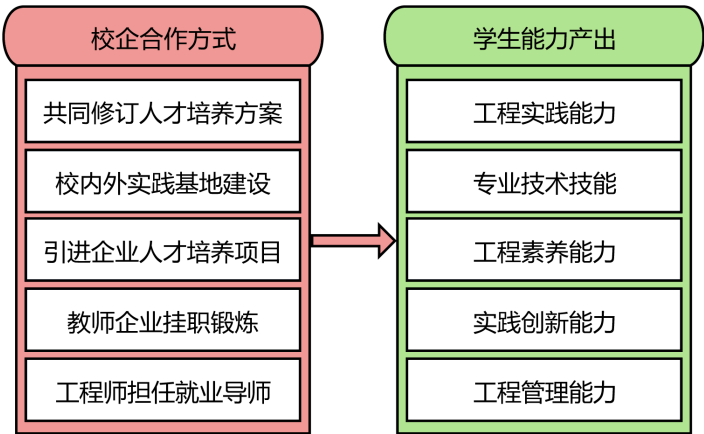 校企合作方式
共同修订人才培养方案
校内外实践基地建设
引进企业人才培养项目
教师企业挂职锻炼
工程师担任就业导师
学生能力产出
工程实践能力
专业技术技能
工程素养能力
实践创新能力
工程管理能力